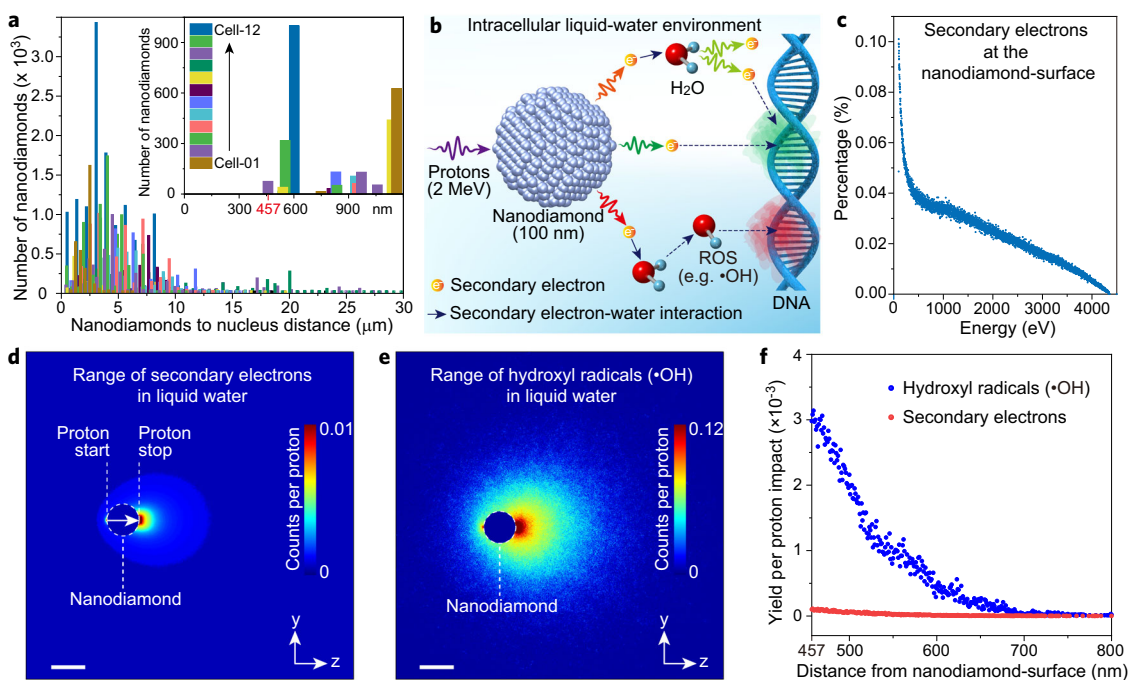 a
Number of nanodiamonds (x 10³)
3.0
2.5
2.0
1.5
1.0
0.5
0
0
5
10
15
20
25
30
Nanodiamonds to nucleus distance (μm)
Number of nanodiamonds
900
600
300
0
Cell-12
Cell-01
0
300
457
600
900
nm
b
Intracellular liquid-water environment
e⁻
e⁻
H₂O
e⁻
Protons
(2 MeV)
e⁻
Nanodiamond
(100 nm)
e⁻
ROS
(e.g. •OH)
e⁻ Secondary electron
DNA
Secondary electron-water interaction
c
Secondary electrons
at the
nanodiamond-surface
Percentage (%)
0.10
0.08
0.06
0.04
0.02
0
0
1000
2000
3000
4000
Energy (eV)
d
Range of secondary electrons
in liquid water
Proton
start
Proton
stop
Nanodiamond
Counts per proton
0.01
0
y
z
e
Range of hydroxyl radicals (•OH)
in liquid water
Nanodiamond
Counts per proton
0.12
0
y
z
f
Yield per proton impact (×10⁻³)
4
3
2
1
0
Hydroxyl radicals (•OH)
Secondary electrons
457
500
600
700
800
Distance from nanodiamond-surface (nm)